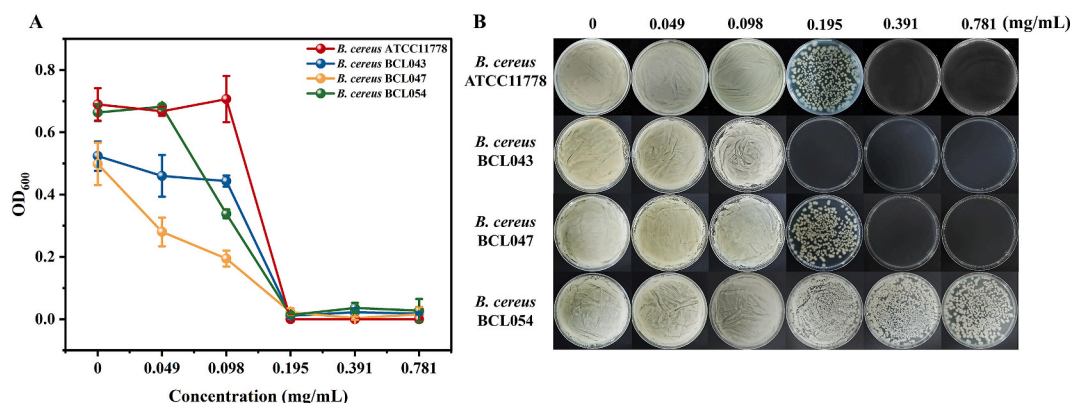 A
B. cereus ATCC11778
B. cereus BCL043
B. cereus BCL047
B. cereus BCL054
0.8
0.6
0.4
0.2
0.0
OD600
0
0.049
0.098
0.195
0.391
0.781
Concentration (mg/mL)
B
0
0.049
0.098
0.195
0.391
0.781
(mg/mL)
B. cereus
ATCC11778
B. cereus
BCL043
B. cereus
BCL047
B. cereus
BCL054